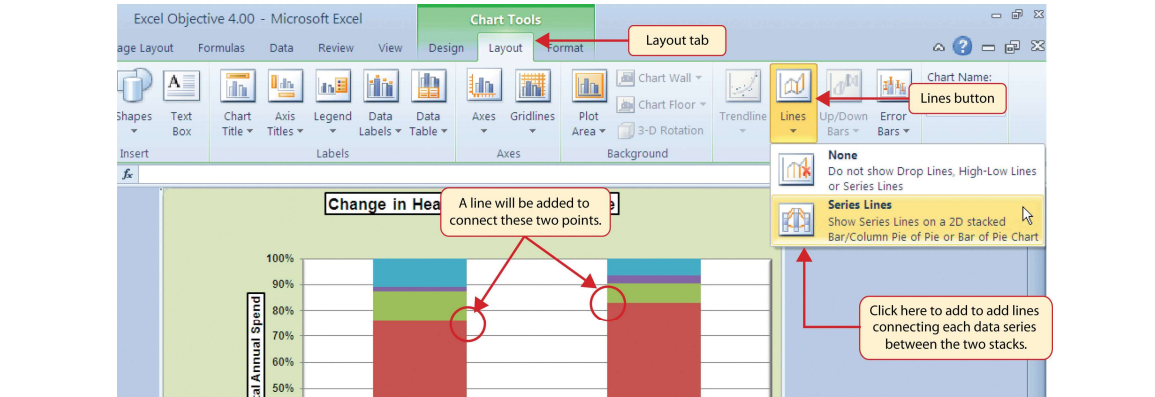 Excel Objective 4.00 - Microsoft Excel
Chart Tools
age Layout Formulas Data Review View Design Layout Format
Layout tab
Shapes
Text Box
Chart Title
Axis Titles
Legend
Data Labels
Data Table
Axes
Gridlines
Plot Area
Chart Wall
Chart Floor
3-D Rotation
Trendline
Lines
Up/Down Bars
Error Bars
Chart Name:
Lines button
Insert
Labels
Axes
Background
None
Do not show Drop Lines, High-Low Lines
or Series Lines
Series Lines
Show Series Lines on a 2D stacked
Bar/Column Pie of Pie or Bar of Pie Chart
fx
Change in
A line will be added to
connect these two points.
100%
90%
80%
70%
60%
50%
Annual Spend
Click here to add to add lines
connecting each data series
between the two stacks.